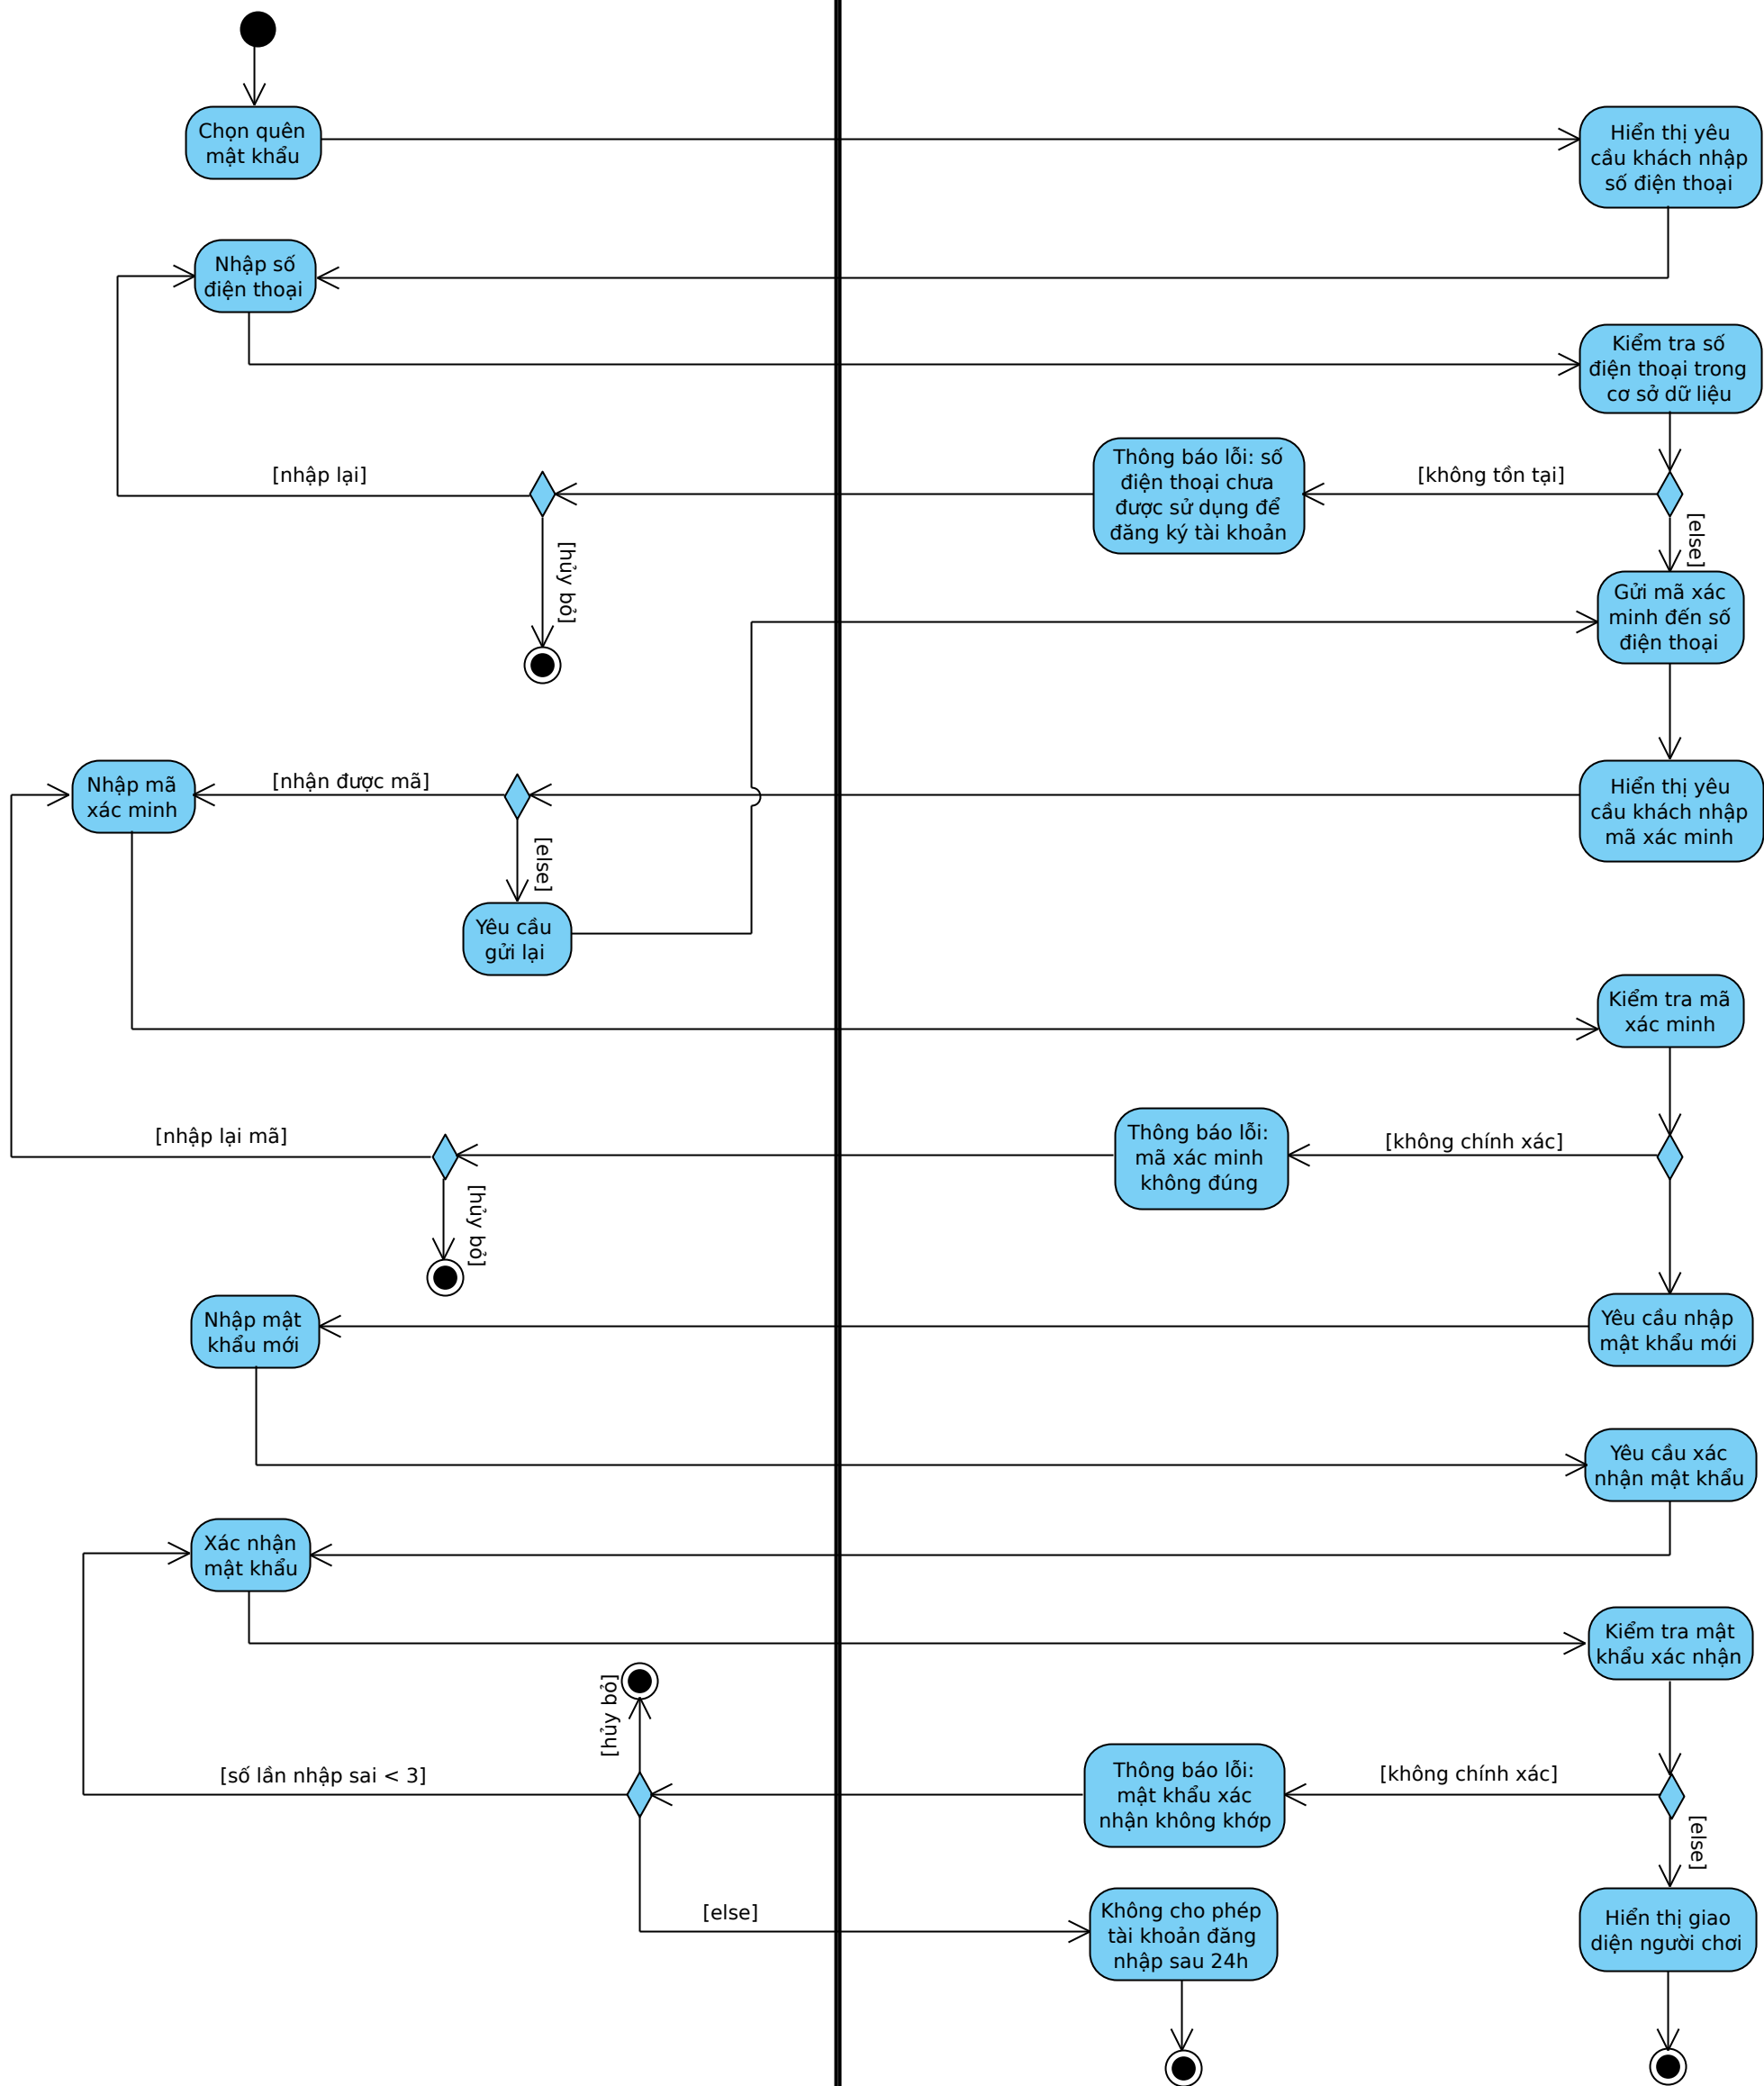 Chọn quên
mật khẩu
Hiển thị yêu
cầu khách nhập
số điện thoại
Nhập số
điện thoại
Kiểm tra số
điện thoại trong
cơ sở dữ liệu
[nhập lại]
Thông báo lỗi: số
điện thoại chưa
được sử dụng để
đăng ký tài khoản
[không tồn tại]
[else]
[hủy bỏ]
Gửi mã xác
minh đến số
điện thoại
Nhập mã
xác minh
[nhận được mã]
Hiển thị yêu
cầu khách nhập
mã xác minh
[else]
Yêu cầu
gửi lại
Kiểm tra mã
xác minh
[nhập lại mã]
Thông báo lỗi:
mã xác minh
không đúng
[không chính xác]
[hủy bỏ]
Nhập mật
khẩu mới
Yêu cầu nhập
mật khẩu mới
Yêu cầu xác
nhận mật khẩu
Xác nhận
mật khẩu
Kiểm tra mật
khẩu xác nhận
[hủy bỏ]
[số lần nhập sai < 3]
Thông báo lỗi:
mật khẩu xác
nhận không khớp
[không chính xác]
[else]
[else]
Không cho phép
tài khoản đăng
nhập sau 24h
Hiển thị giao
diện người chơi